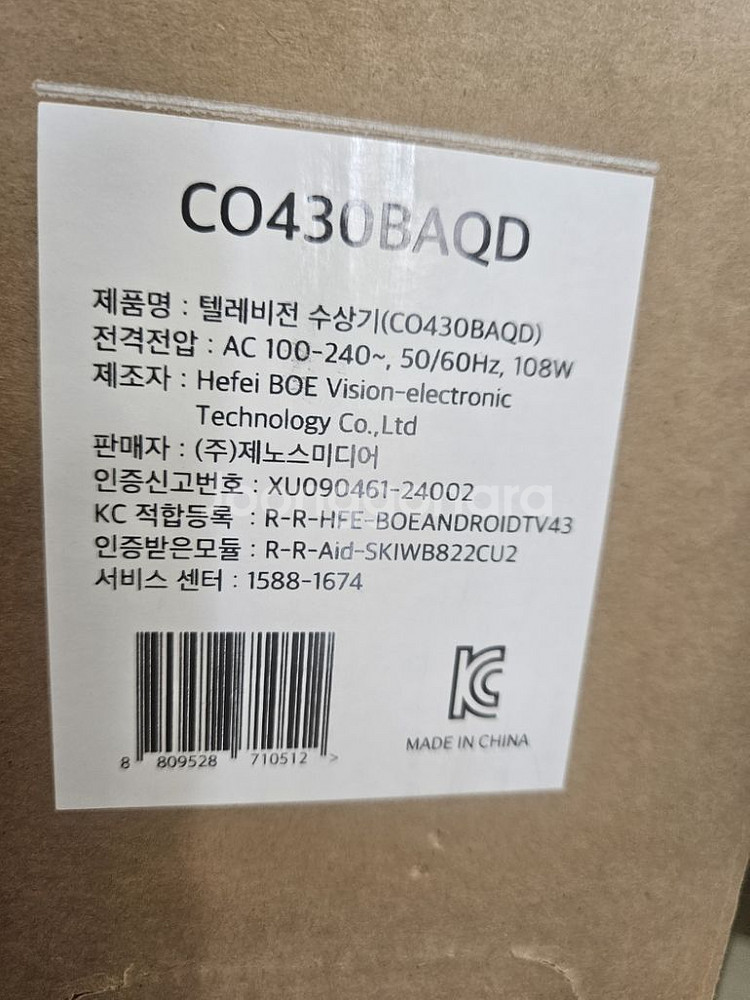 CO430BAQD
제품명 : 텔레비전 수상기(CO430BAQD)
전격전압 : AC 100-240~, 50/60Hz, 108W
제조자 : Hefei BOE Vision-electronic
Technology Co.,Ltd
판매자 : (주)제노스미디어
인증신고번호 : XU090461-24002
KC 적합등록 : R-R-HFE-BOEANDROIDTV43
인증받은모듈 : R-R-Aid-SKIWB822CU2
서비스 센터 : 1588-1674
KC
MADE IN CHINA
8 809528 710512 >
joonggonara